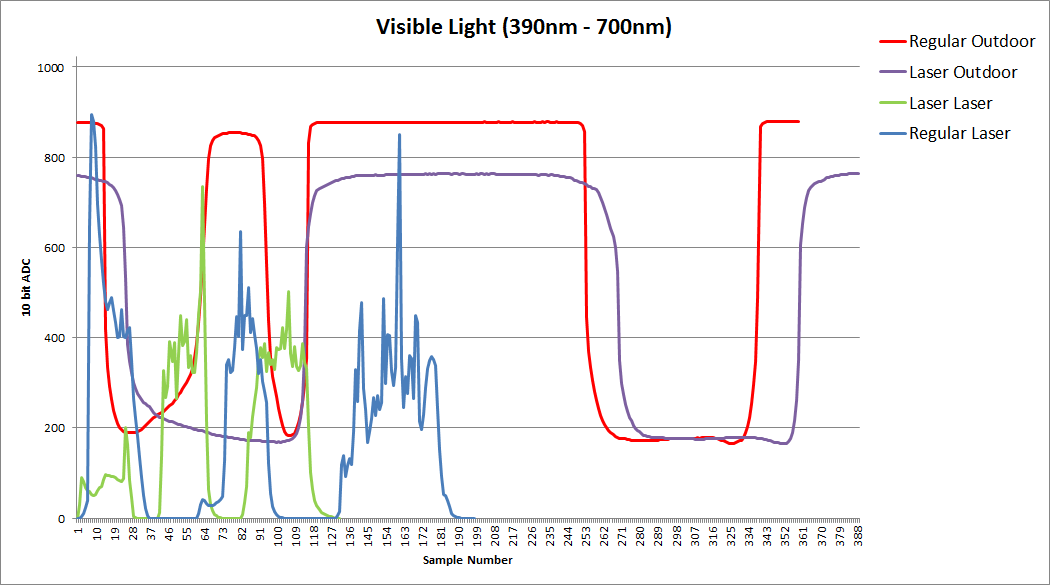 Visible Light (390nm - 700nm)
Regular Outdoor
Laser Outdoor
Laser Laser
Regular Laser
1000
800
600
400
200
0
10 bit ADC
1 10 19 28 37 46 55 64 73 82 91 100 109 118 127 136 145 154 163 172 181 190 199 208 217 226 235 244 253 262 271 280 289 298 307 316 325 334 343 352 361 370 379 388
Sample Number